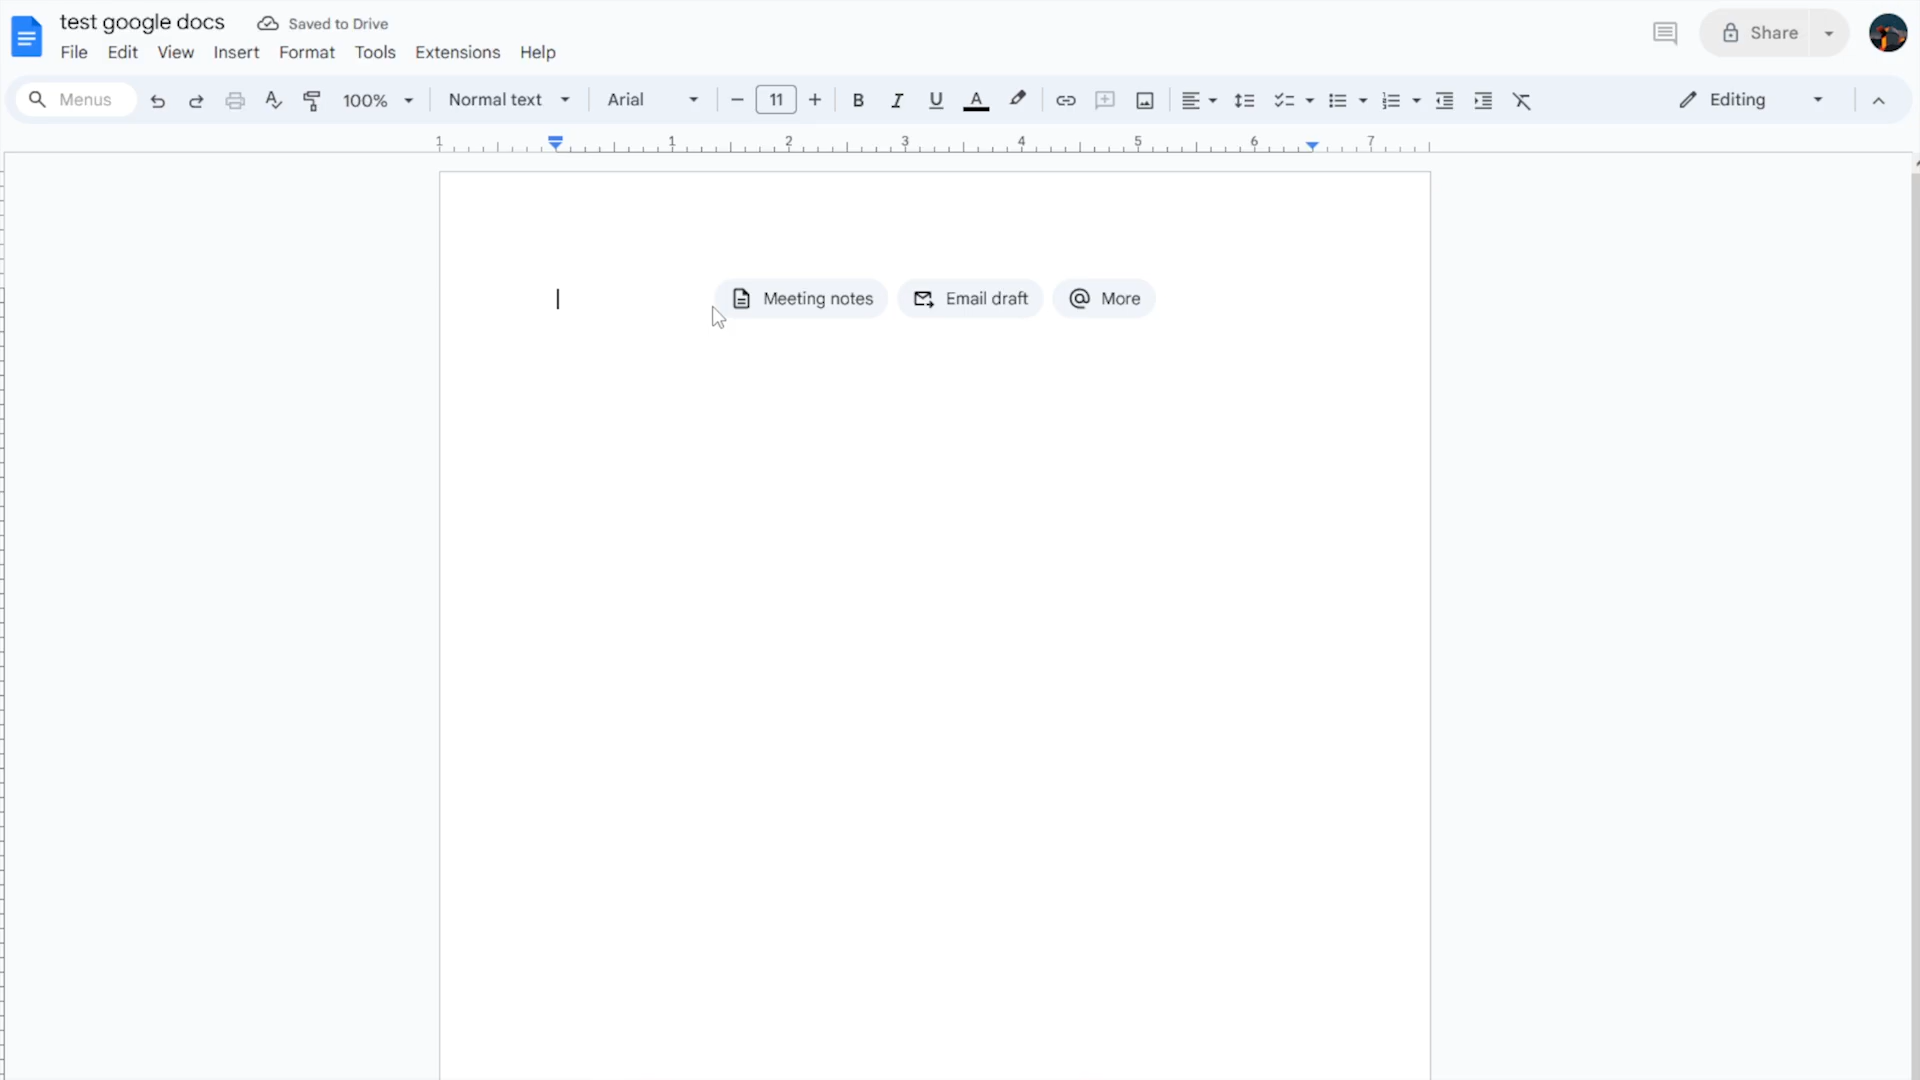 test google docs Saved to Drive
File Edit View Insert Format Tools Extensions Help
Share
Menus 100% Normal text Arial 11 B I U A Editing
1 1 2 3 4 5 6 7
Meeting notes Email draft More